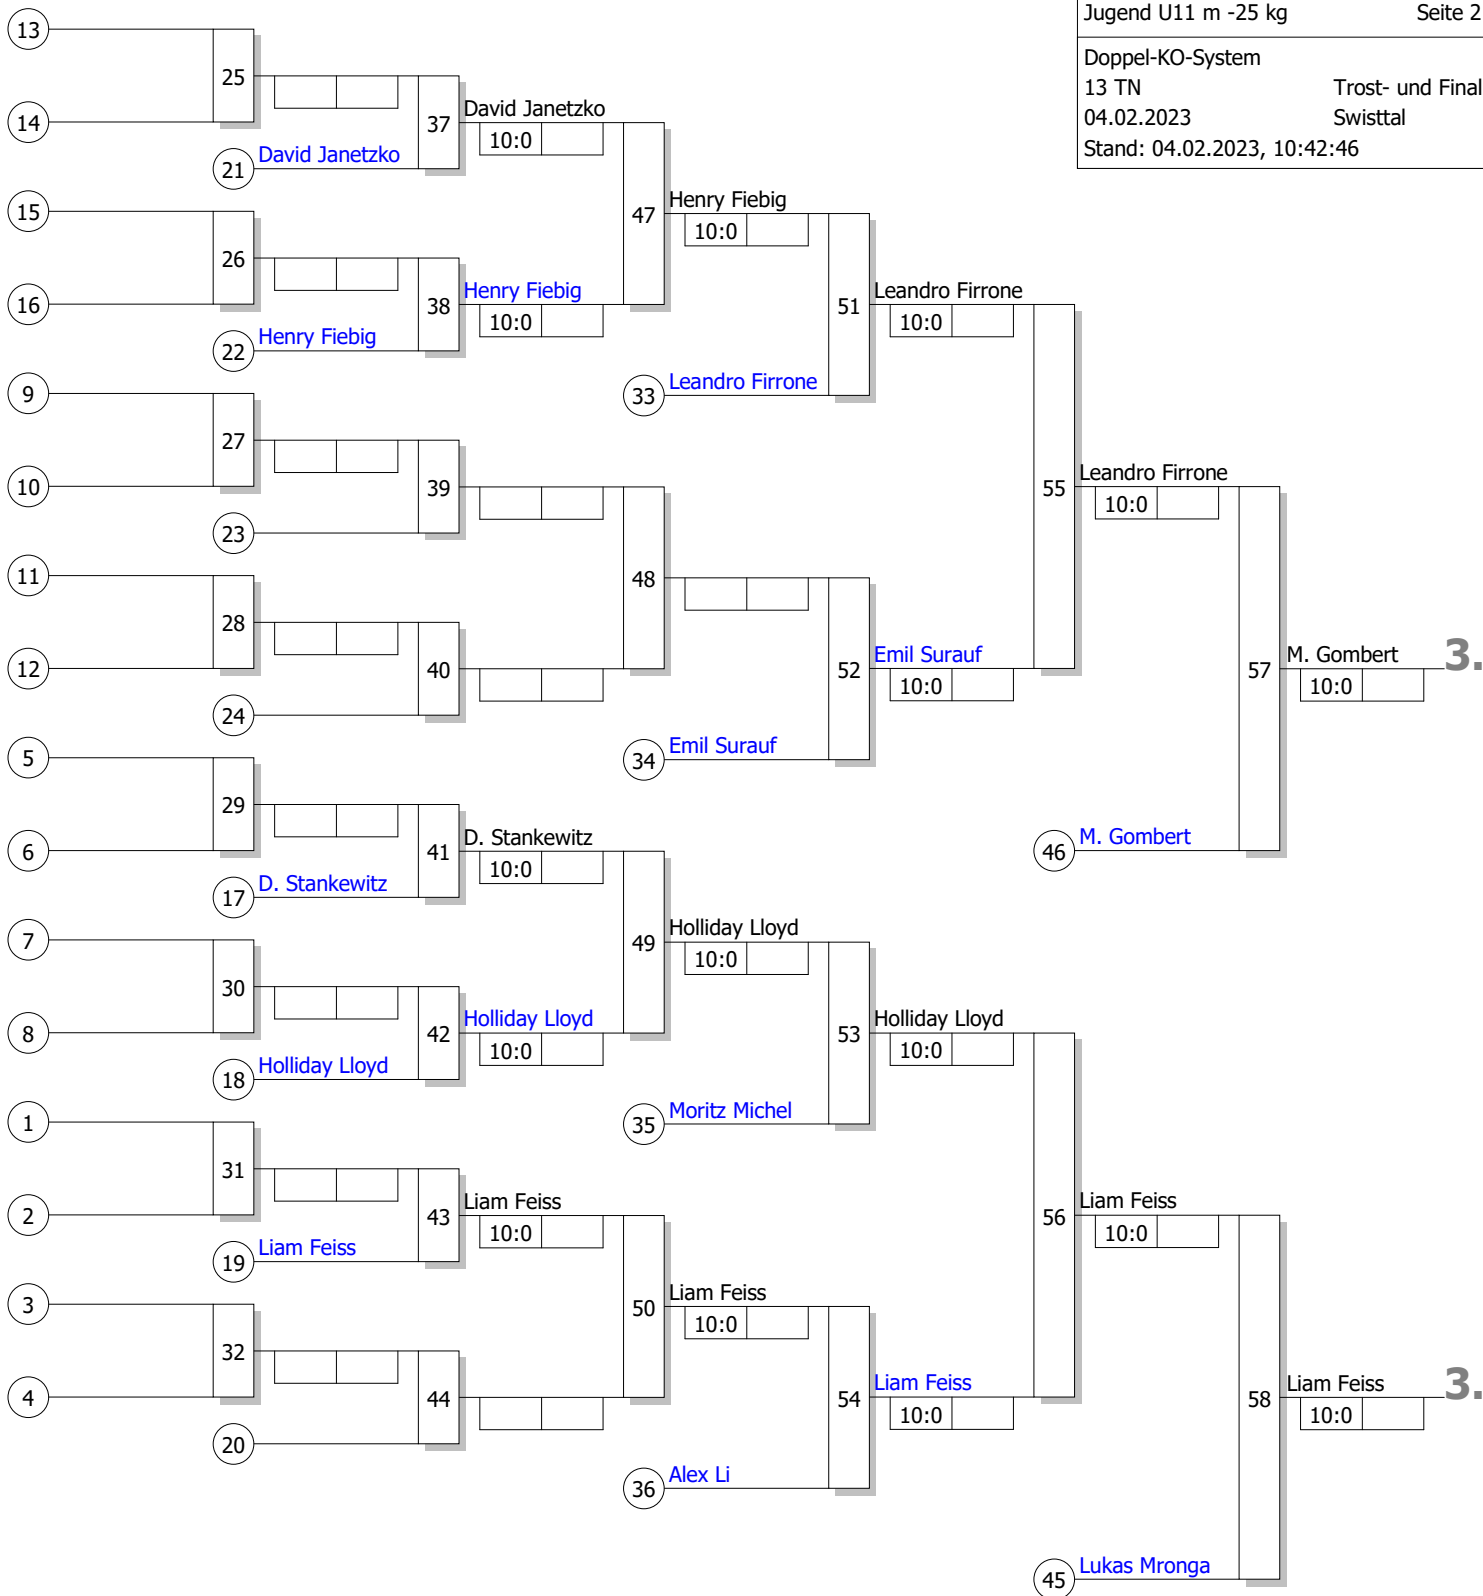 Jugend U11 m -25 kg Seite 2
Doppel-KO-System
13 TN Trost- und Final
04.02.2023 Swisttal
Stand: 04.02.2023, 10:42:46
13
25
14
37
David Janetzko
10:0
21
David Janetzko
15
47
Henry Fiebig
10:0
26
16
38
Henry Fiebig
10:0
22
Henry Fiebig
51
Leandro Firrone
10:0
33
Leandro Firrone
9
27
10
39
23
55
Leandro Firrone
10:0
11
48
28
12
40
24
52
Emil Surauf
10:0
34
Emil Surauf
57
M. Gombert
10:0
3.
5
29
6
41
D. Stankewitz
10:0
17
D. Stankewitz
46
M. Gombert
7
49
Holliday Lloyd
10:0
30
8
42
Holliday Lloyd
10:0
18
Holliday Lloyd
53
Holliday Lloyd
10:0
35
Moritz Michel
1
31
2
43
Liam Feiss
10:0
19
Liam Feiss
56
Liam Feiss
10:0
3
50
Liam Feiss
10:0
32
4
44
20
54
Liam Feiss
10:0
36
Alex Li
58
Liam Feiss
10:0
3.
45
Lukas Mronga